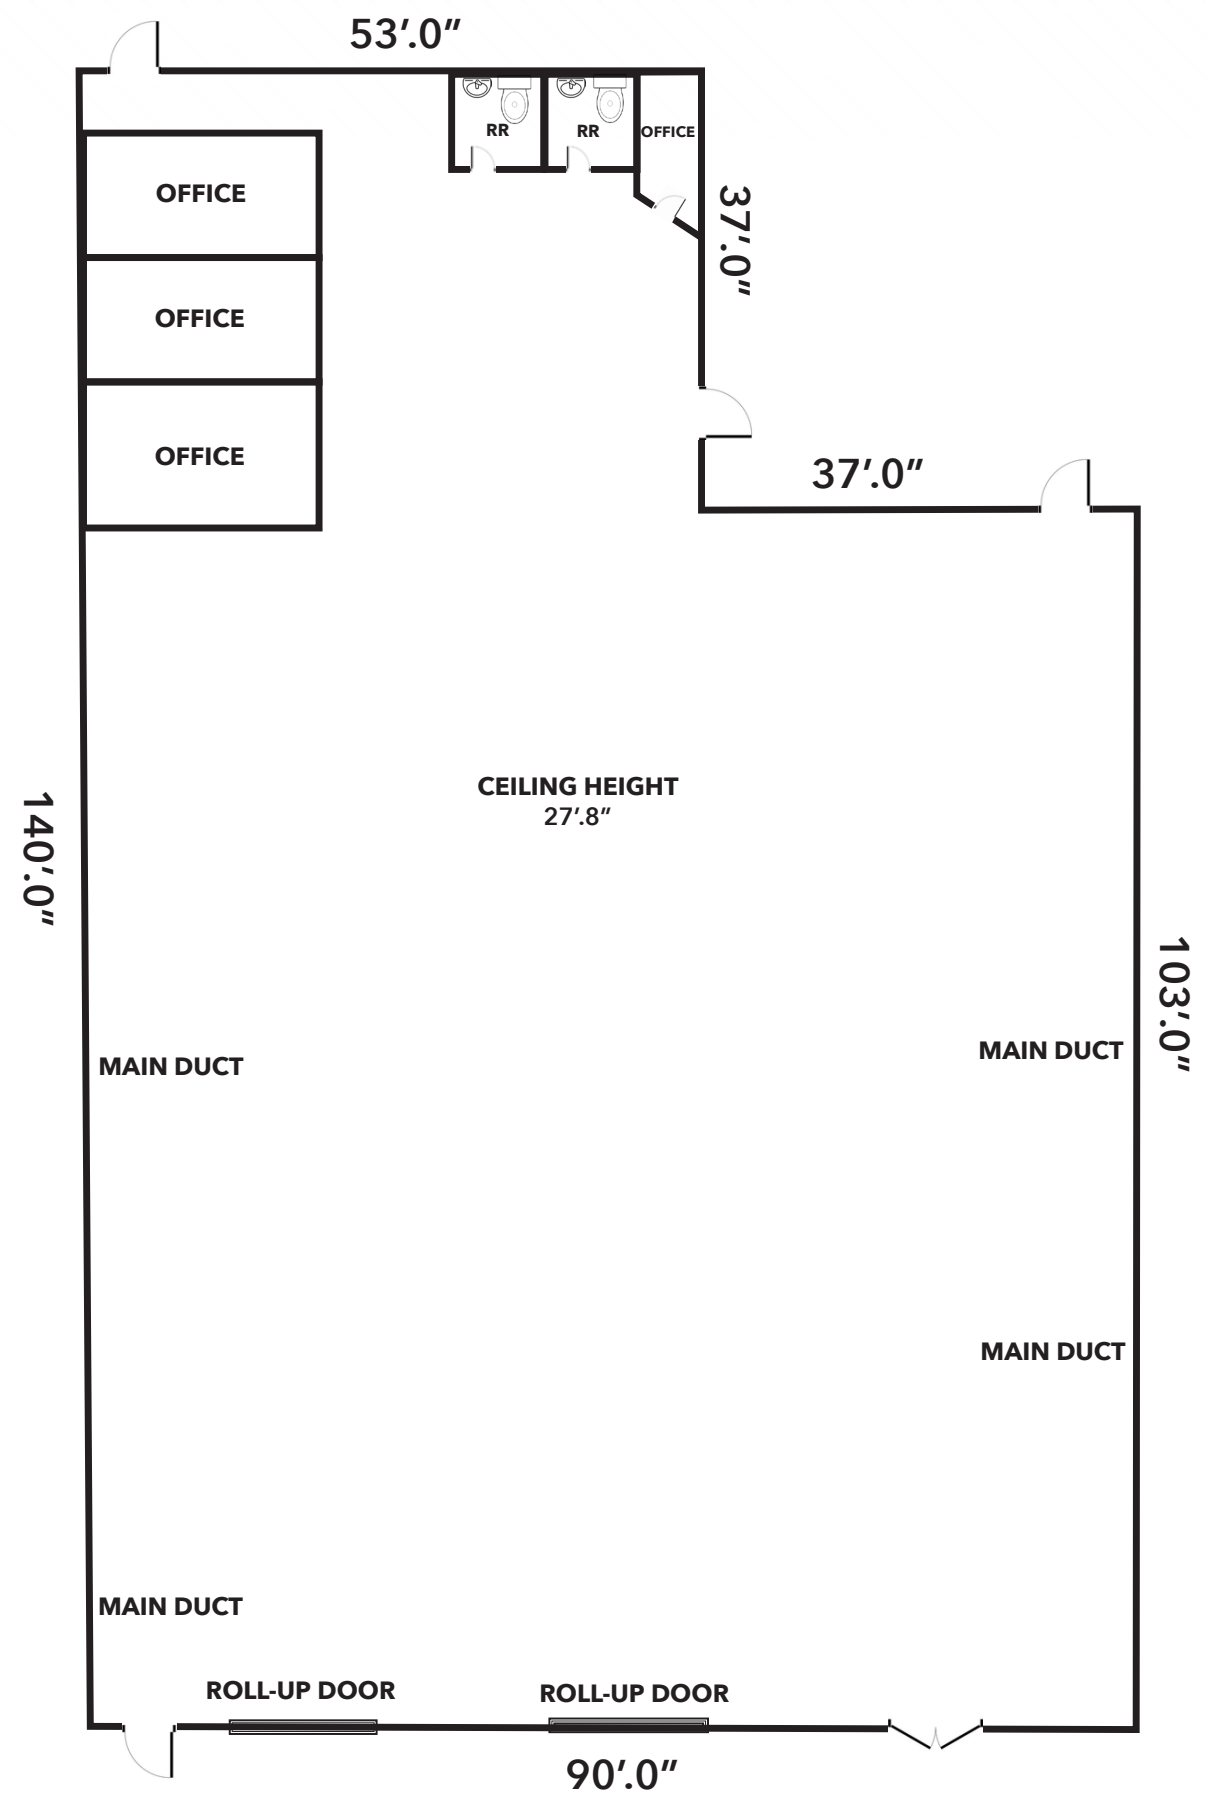 53'.0"
RR
RR
OFFICE
OFFICE
37'.0"
OFFICE
OFFICE
37'.0"
CEILING HEIGHT
27'.8"
140'.0"
103'.0"
MAIN DUCT
MAIN DUCT
MAIN DUCT
MAIN DUCT
ROLL-UP DOOR
ROLL-UP DOOR
90'.0"